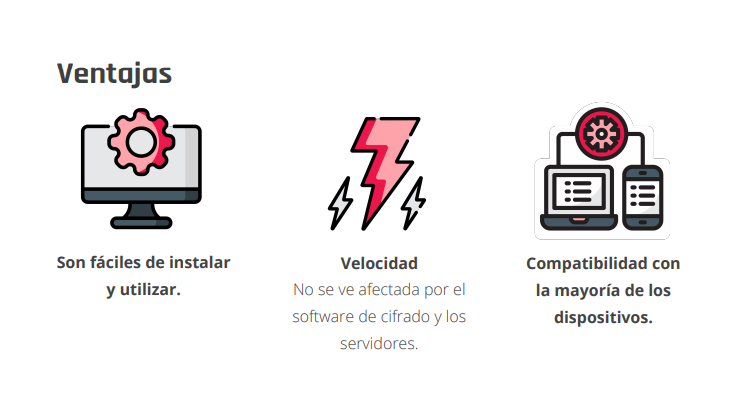 Ventajas
Son fáciles de instalar
y utilizar.
Velocidad
No se ve afectada por el
software de cifrado y los
servidores.
Compatibilidad con
la mayoría de los
dispositivos.